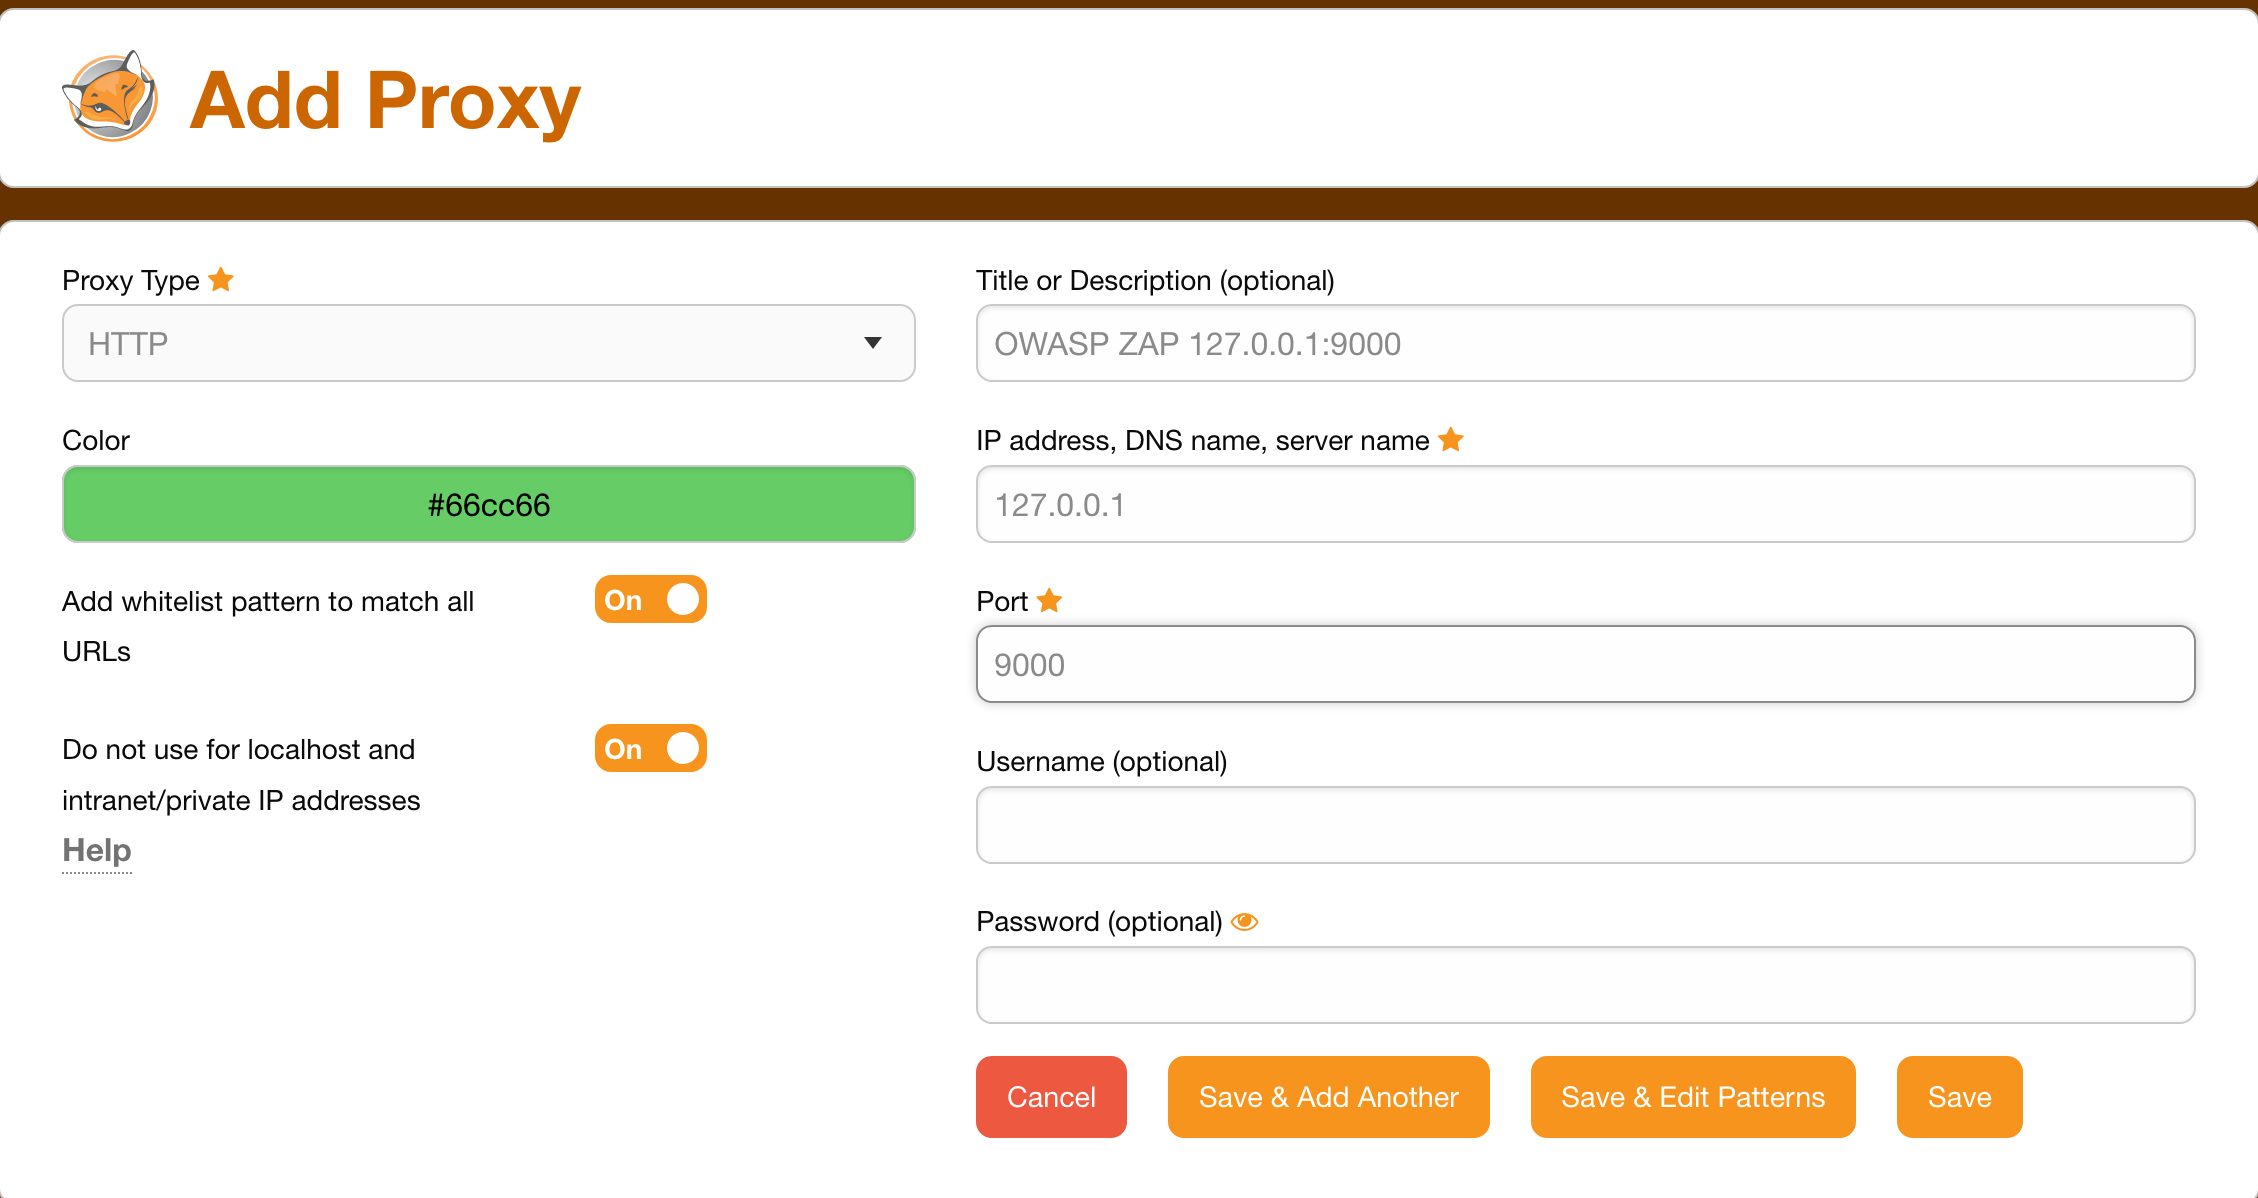 Add Proxy
Proxy Type
HTTP
Color
#66cc66
Add whitelist pattern to match all
URLs
On
Do not use for localhost and
intranet/private IP addresses
On
Help
Title or Description (optional)
OWASP ZAP 127.0.0.1:9000
IP address, DNS name, server name
127.0.0.1
Port
9000
Username (optional)
Password (optional)
Cancel
Save & Add Another
Save & Edit Patterns
Save